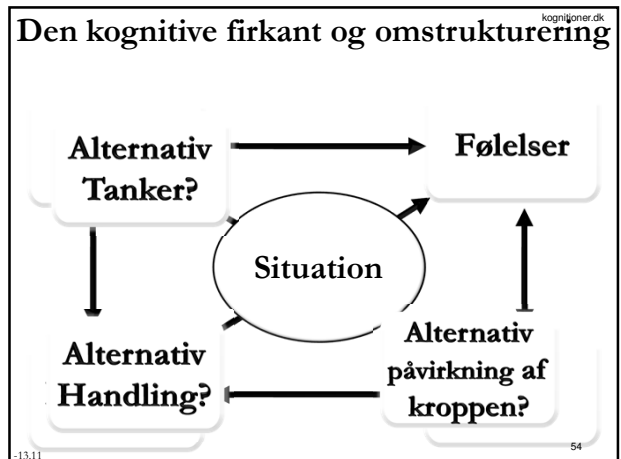 kognitioner.dk
Den kognitive firkant og omstrukturering
Alternativ
Tanker?
Følelser
Situation
Alternativ
Handling?
Alternativ
påvirkning af
kroppen?
54
-13.11